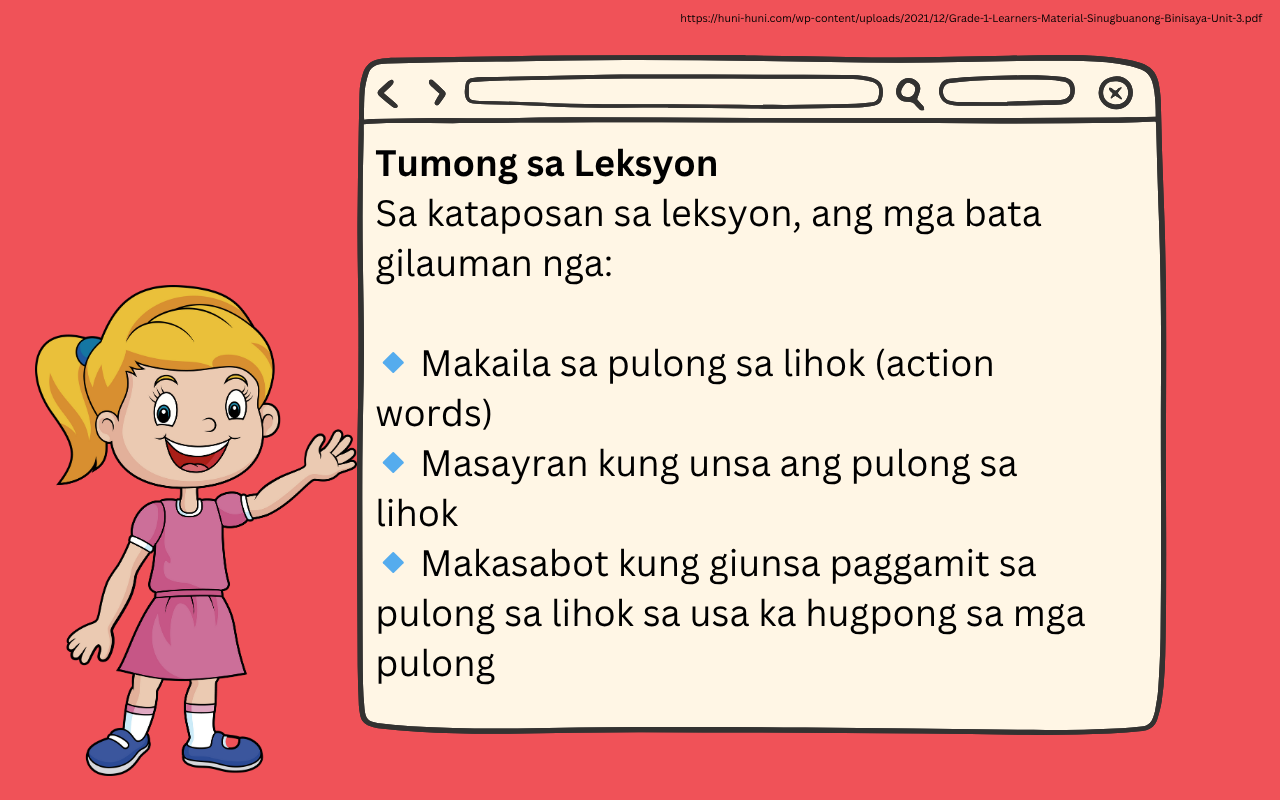 https://huni-huni.com/wp-content/uploads/2021/12/Grade-1-Learners-Material-Sinugbuanong-Binisaya-Unit-3.pdf
Tumong sa Leksyon
Sa kataposan sa leksyon, ang mga bata
gilauman nga:
🔹 Makaila sa pulong sa lihok (action
words)
🔹 Masayran kung unsa ang pulong sa
lihok
🔹 Makasabot kung giunsa paggamit sa
pulong sa lihok sa usa ka hugpong sa mga
pulong